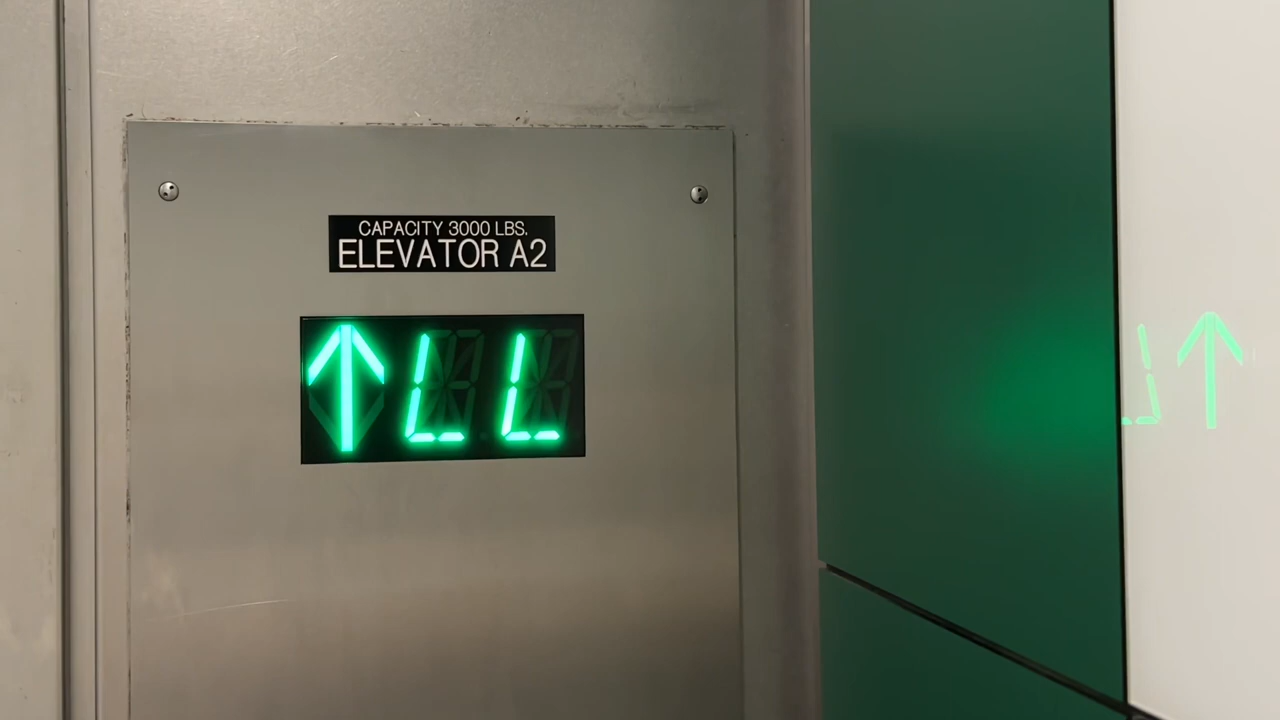 CAPACITY 3000 LBS.
ELEVATOR A2
↑ LL